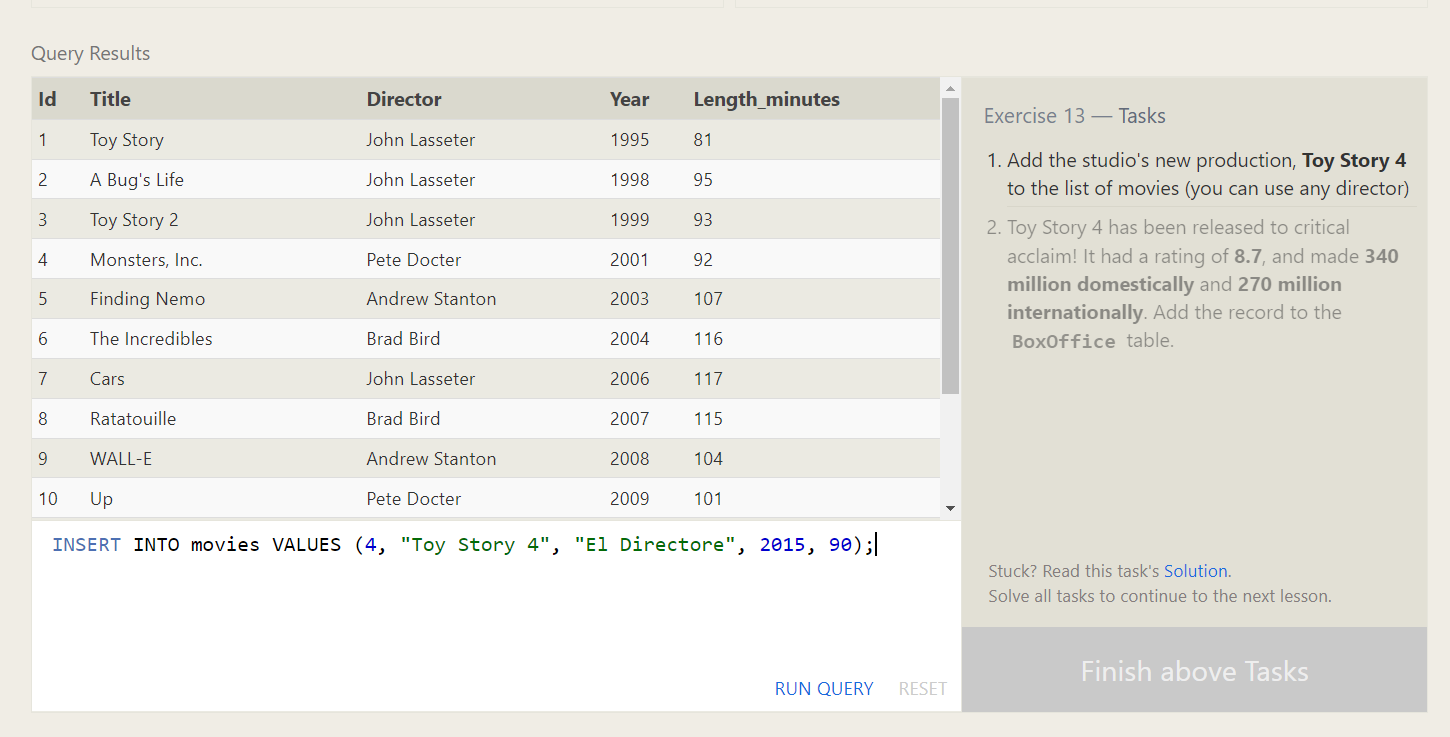 Query Results
Id Title Director Year Length_minutes
1 Toy Story John Lasseter 1995 81
2 A Bug's Life John Lasseter 1998 95
3 Toy Story 2 John Lasseter 1999 93
4 Monsters, Inc. Pete Docter 2001 92
5 Finding Nemo Andrew Stanton 2003 107
6 The Incredibles Brad Bird 2004 116
7 Cars John Lasseter 2006 117
8 Ratatouille Brad Bird 2007 115
9 WALL-E Andrew Stanton 2008 104
10 Up Pete Docter 2009 101
INSERT INTO movies VALUES (4, "Toy Story 4", "El Directore", 2015, 90);
RUN QUERY RESET
Exercise 13 — Tasks
1. Add the studio's new production, Toy Story 4
to the list of movies (you can use any director)
2. Toy Story 4 has been released to critical
acclaim! It had a rating of 8.7, and made 340
million domestically and 270 million
internationally. Add the record to the
BoxOffice table.
Stuck? Read this task's Solution.
Solve all tasks to continue to the next lesson.
Finish above Tasks